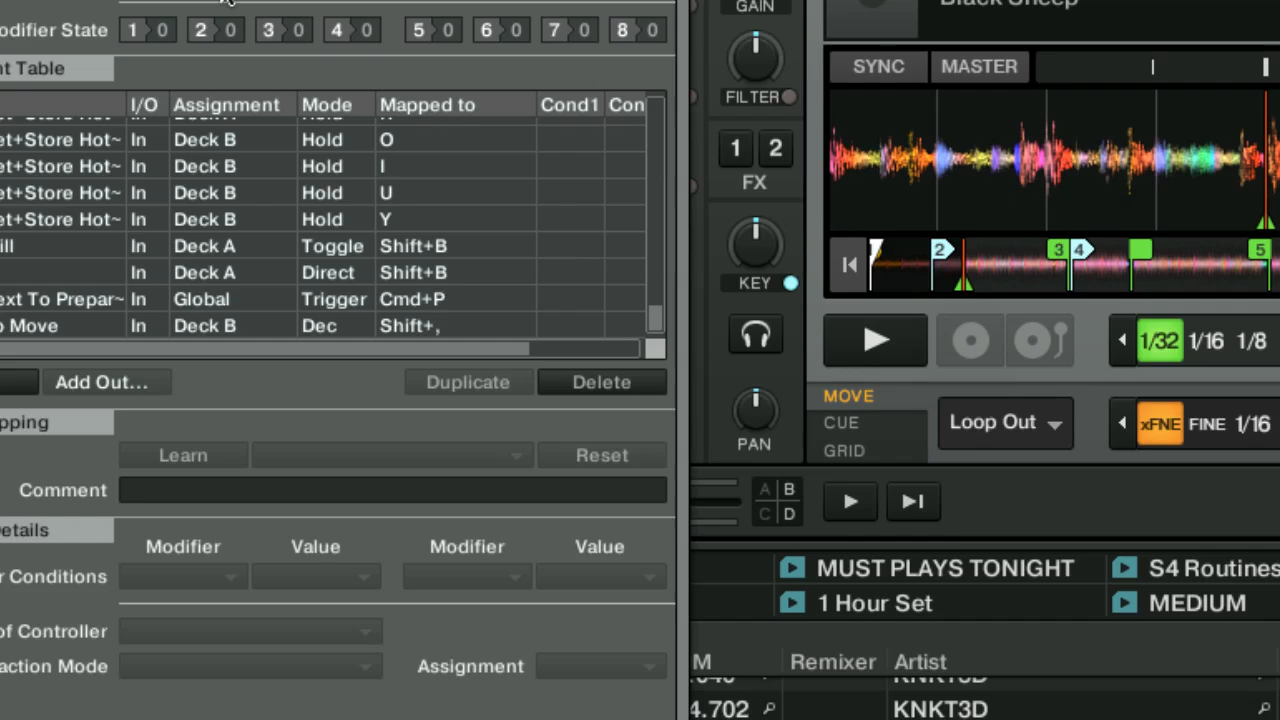 GAIN
Black Sheep
odifier State 1 0 2 0 3 0 4 0 5 0 6 0 7 0 8 0
nt Table
SYNC MASTER
FILTER
I/O Assignment Mode Mapped to Cond1 Con
et+Store Hot~ In Deck B Hold O
et+Store Hot~ In Deck B Hold I
et+Store Hot~ In Deck B Hold U
et+Store Hot~ In Deck B Hold Y
ill In Deck A Toggle Shift+B
In Deck A Direct Shift+B
ext To Prepar~ In Global Trigger Cmd+P
o Move In Deck B Dec Shift+,
1 2
FX
KEY
2 3 4 5
1/32 1/16 1/8
Add Out... Duplicate Delete
MOVE
CUE
GRID
Loop Out
xFNE FINE 1/16
PAN
pping
Learn Reset
Comment
A B
C D
etails
Modifier Value Modifier Value
r Conditions
of Controller
action Mode Assignment
MUST PLAYS TONIGHT S4 Routines
1 Hour Set MEDIUM
M Remixer Artist
KNKT3D
4.702 KNKT3D